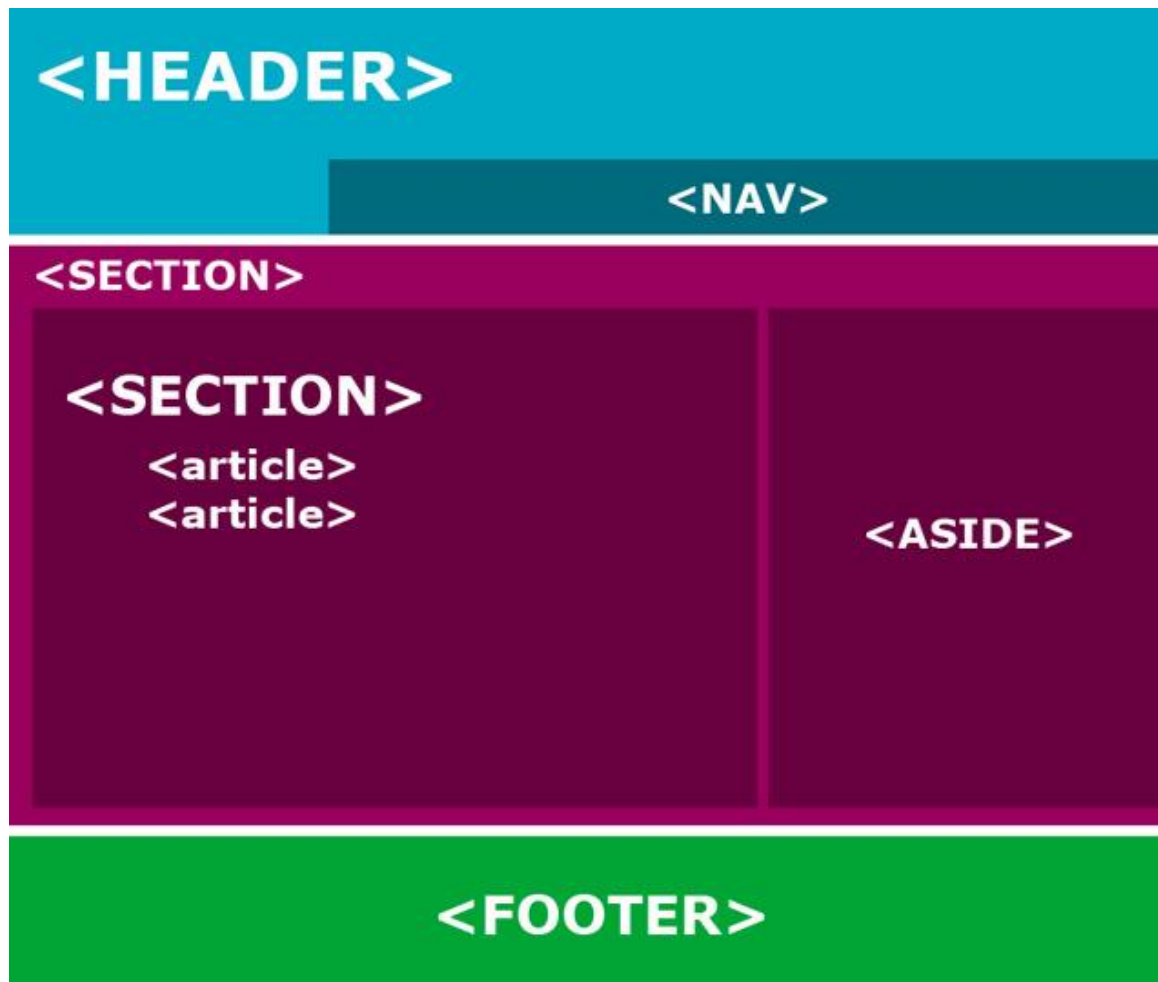 <HEADER>
<NAV>
<SECTION>
<SECTION>
<article>
<article>
<ASIDE>
<FOOTER>